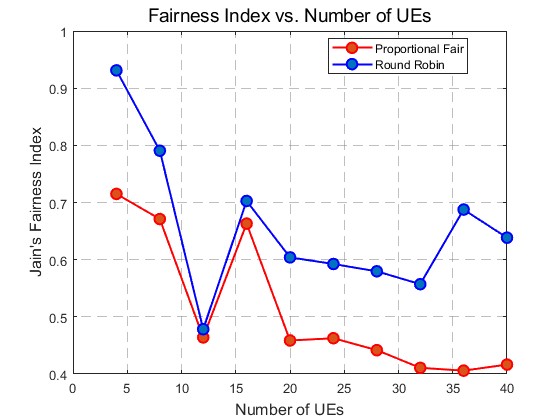 Fairness Index vs. Number of UEs
Proportional Fair
Round Robin
Jain's Fairness Index
1
0.9
0.8
0.7
0.6
0.5
0.4
0 5 10 15 20 25 30 35 40
Number of UEs